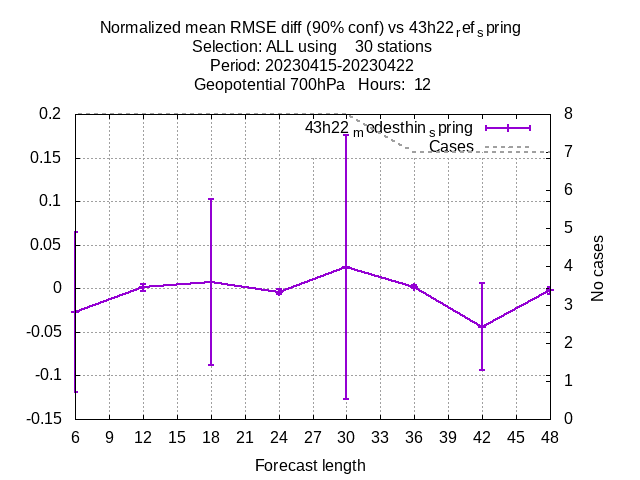 Normalized mean RMSE diff (90% conf) vs 43h22ref spring
Selection: ALL using 30 stations
Period: 20230415-20230422
Geopotential 700hPa Hours: 12
43h22modesthinspring
Cases
0.2
0.15
0.1
0.05
0
-0.05
-0.1
-0.15
8
7
6
5
4
3
2
1
0
No cases
6 9 12 15 18 21 24 27 30 33 36 39 42 45 48
Forecast length